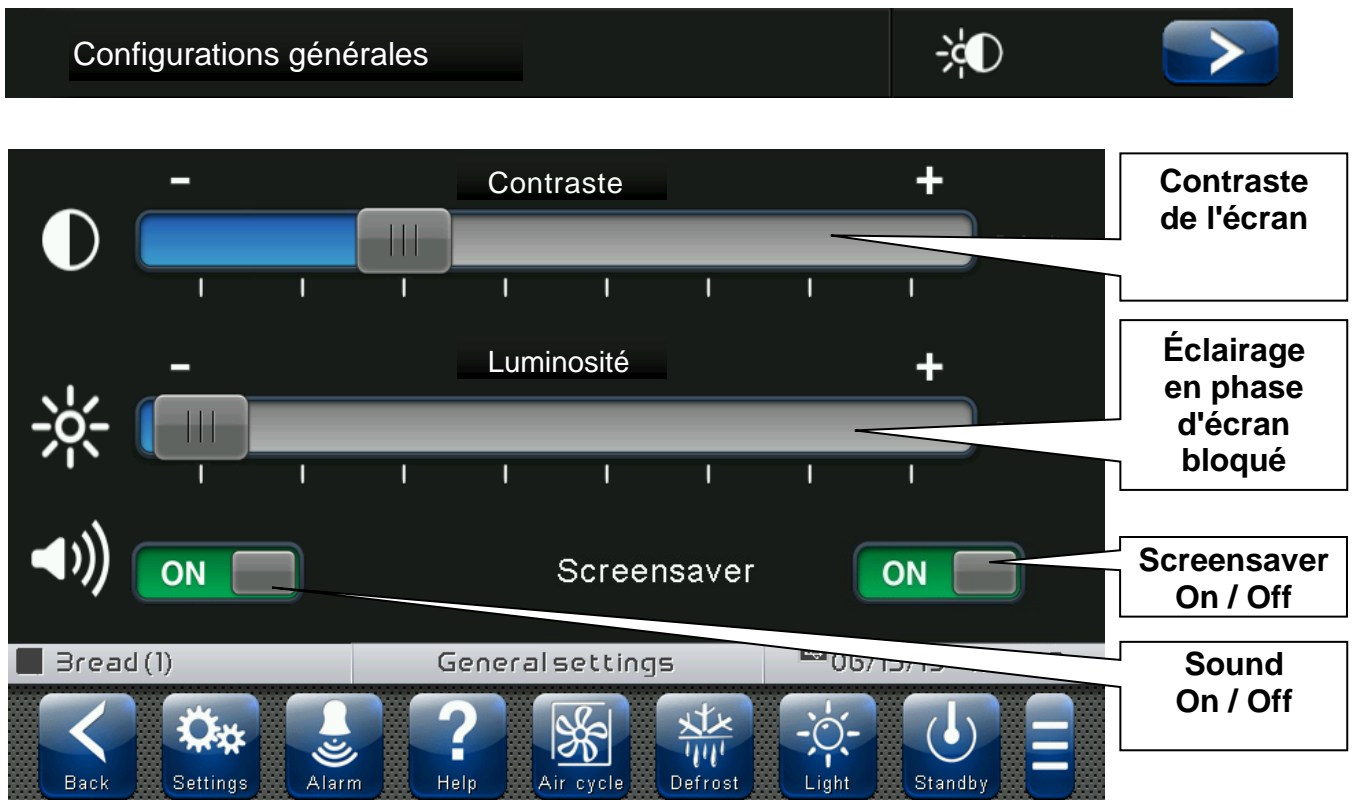 Configurations générales
- Contraste +
Contraste
de l'écran
- Luminosité +
Éclairage
en phase
d'écran
bloqué
ON Screensaver ON
Screensaver
On / Off
Bread (1) General settings
Sound
On / Off
Back Settings Alarm Help Air cycle Defrost Light Standby